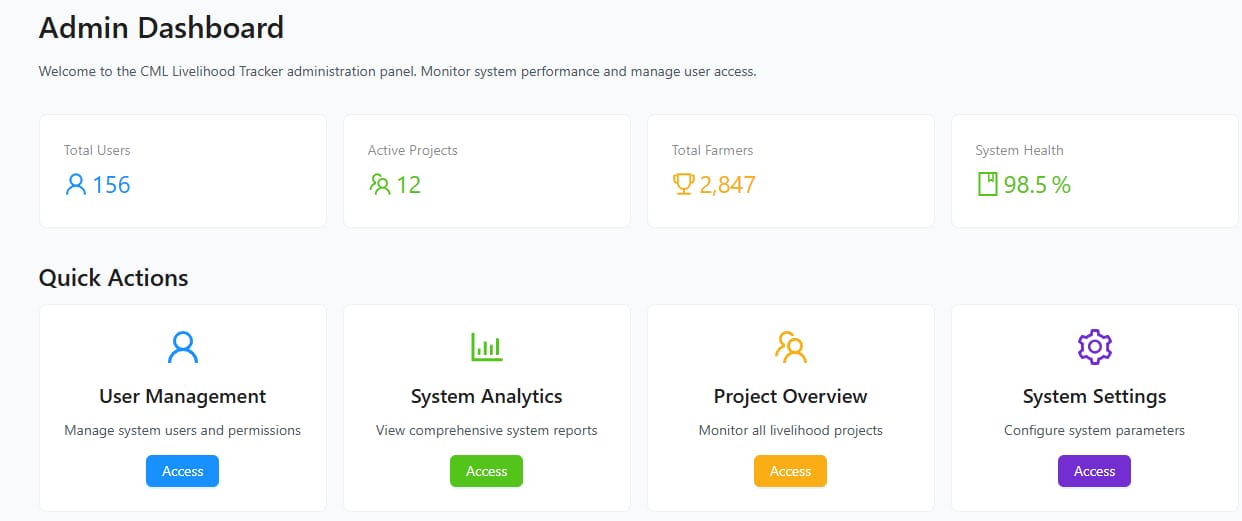 Admin Dashboard
Welcome to the CML Livelihood Tracker administration panel. Monitor system performance and manage user access.
Total Users
156
Active Projects
12
Total Farmers
2,847
System Health
98.5 %
Quick Actions
User Management
Manage system users and permissions
Access
System Analytics
View comprehensive system reports
Access
Project Overview
Monitor all livelihood projects
Access
System Settings
Configure system parameters
Access